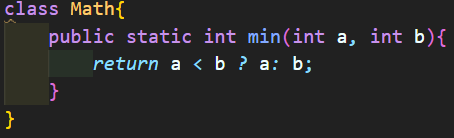 class Math{
    public static int min(int a, int b){
        return a < b ? a: b;
    }
}